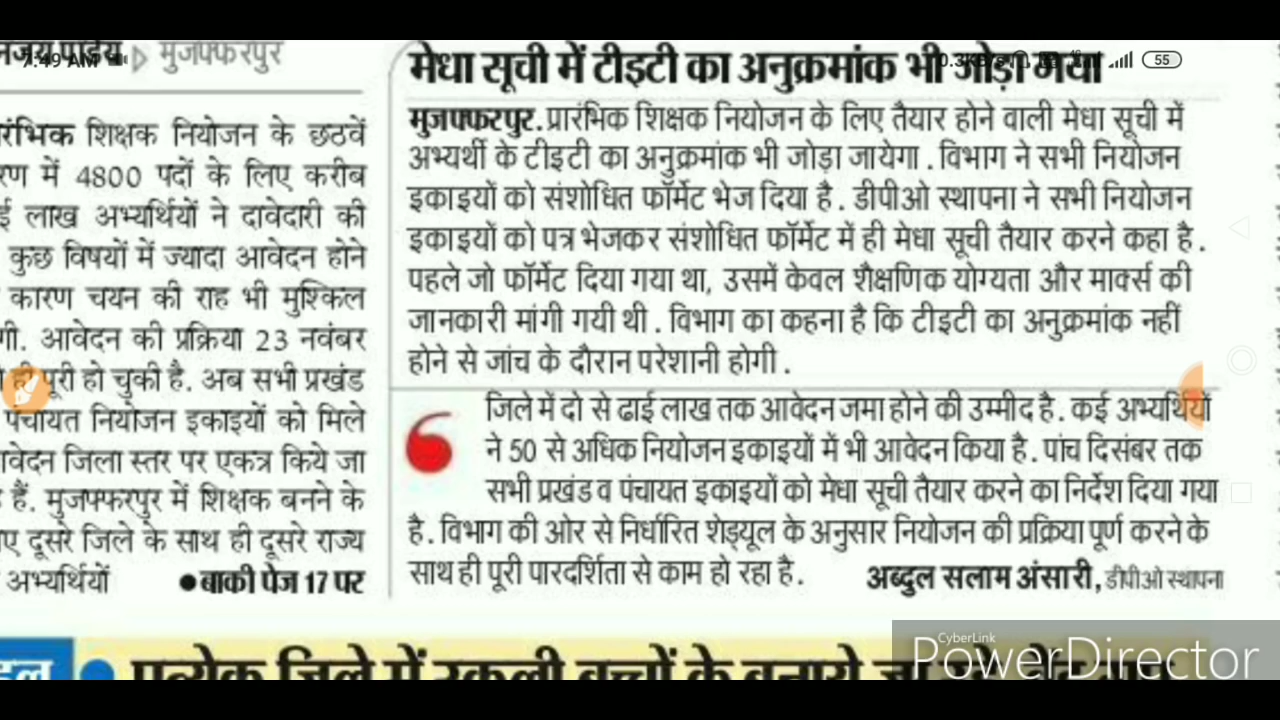 7:49 AM
55
मुजफ्फरपुर
शिक्षक नियोजन के छठवें
में 4800 पदों के लिए करीब
लाख अभ्यर्थियों ने दावेदारी की
कुछ विषयों में ज्यादा आवेदन होने
कारण चयन की राह भी मुश्किल
आवेदन की प्रक्रिया 23 नवंबर
ही पूरी हो चुकी है. अब सभी प्रखंड
पंचायत नियोजन इकाइयों को मिले
जिला स्तर पर एकत्र किये जा
हैं. मुजफ्फरपुर में शिक्षक बनने के
दूसरे जिले के साथ ही दूसरे राज्य
अभ्यर्थियों ●बाकी पेज 17 पर
मेधा सूची में टीइटी का अनुक्रमांक भी जोड़ा गया
मुजफ्फरपुर. प्रारंभिक शिक्षक नियोजन के लिए तैयार होने वाली मेधा सूची में
अभ्यर्थी के टीइटी का अनुक्रमांक भी जोड़ा जायेगा. विभाग ने सभी नियोजन
इकाइयों को संशोधित फॉर्मेट भेज दिया है. डीपीओ स्थापना ने सभी नियोजन
इकाइयों को पत्र भेजकर संशोधित फॉर्मेट में ही मेधा सूची तैयार करने कहा है.
पहले जो फॉर्मेट दिया गया था, उसमें केवल शैक्षणिक योग्यता और मार्क्स की
जानकारी मांगी गयी थी. विभाग का कहना है कि टीइटी का अनुक्रमांक नहीं
होने से जांच के दौरान परेशानी होगी.
जिले में दो से ढाई लाख तक आवेदन जमा होने की उम्मीद है. कई अभ्यर्थियों
ने 50 से अधिक नियोजन इकाइयों में भी आवेदन किया है. पांच दिसंबर तक
सभी प्रखंड व पंचायत इकाइयों को मेधा सूची तैयार करने का निर्देश दिया गया
है. विभाग की ओर से निर्धारित शेड्यूल के अनुसार नियोजन की प्रक्रिया पूर्ण करने के
साथ ही पूरी पारदर्शिता से काम हो रहा है.
अब्दुल सलाम अंसारी, डीपीओ स्थापना
प्रत्येक जिले में स्कूली बच्चों के बनाये
CyberLink
PowerDirector